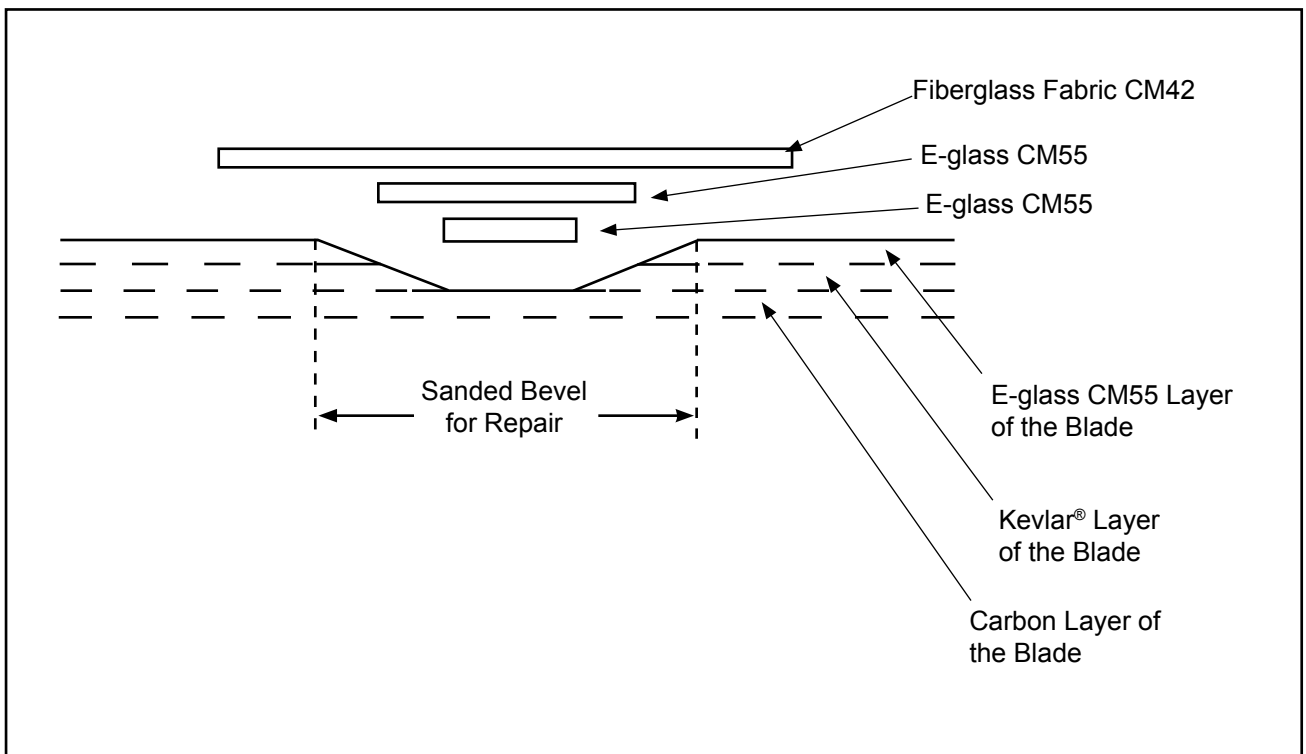 Fiberglass Fabric CM42
E-glass CM55
E-glass CM55
Sanded Bevel
for Repair
E-glass CM55 Layer
of the Blade
Kevlar® Layer
of the Blade
Carbon Layer of
the Blade